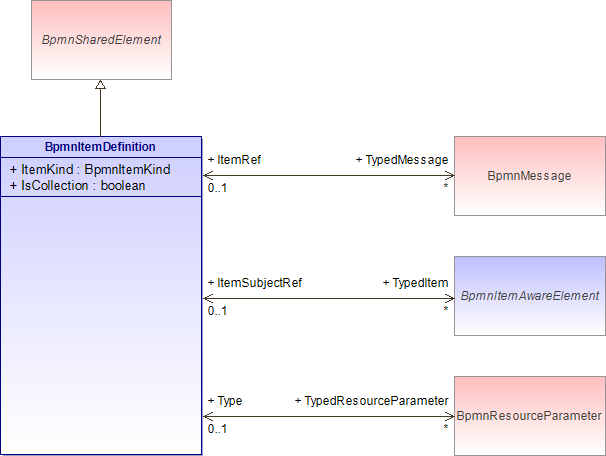 BpmnSharedElement
BpmnItemDefinition
+ ItemKind : BpmnItemKind
+ IsCollection : boolean
+ ItemRef
+ TypedMessage
0..1
*
BpmnMessage
+ ItemSubjectRef
+ TypedItem
0..1
*
BpmnItemAwareElement
+ Type
+ TypedResourceParameter
0..1
*
BpmnResourceParameter